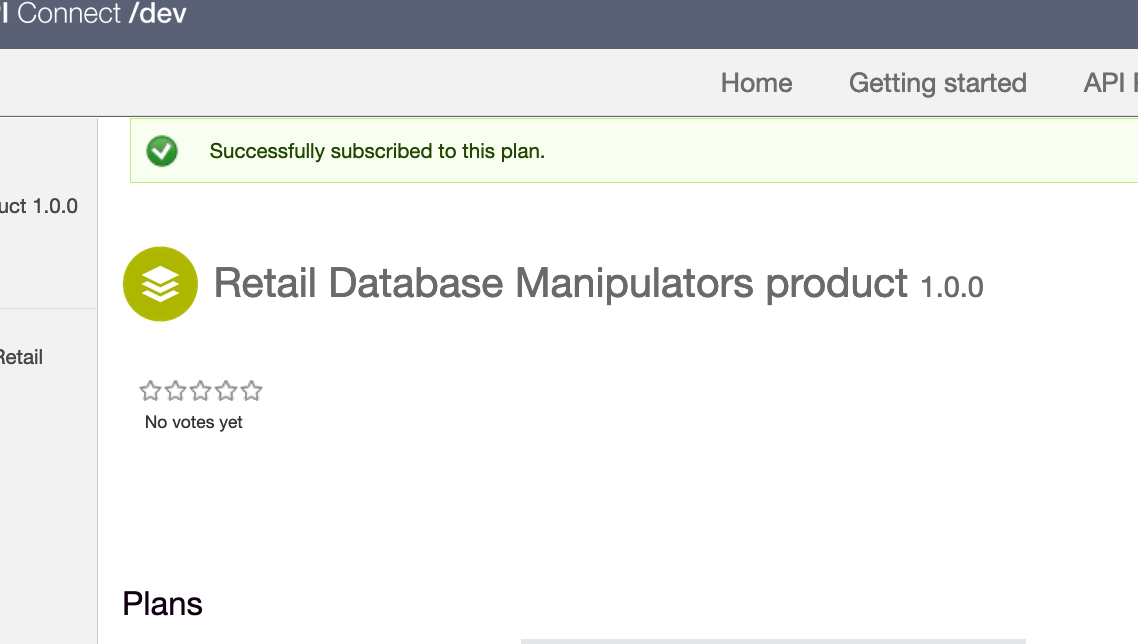 Connect /dev
Home Getting started API
Successfully subscribed to this plan.
1.0.0
Retail Database Manipulators product 1.0.0
Retail
No votes yet
Plans